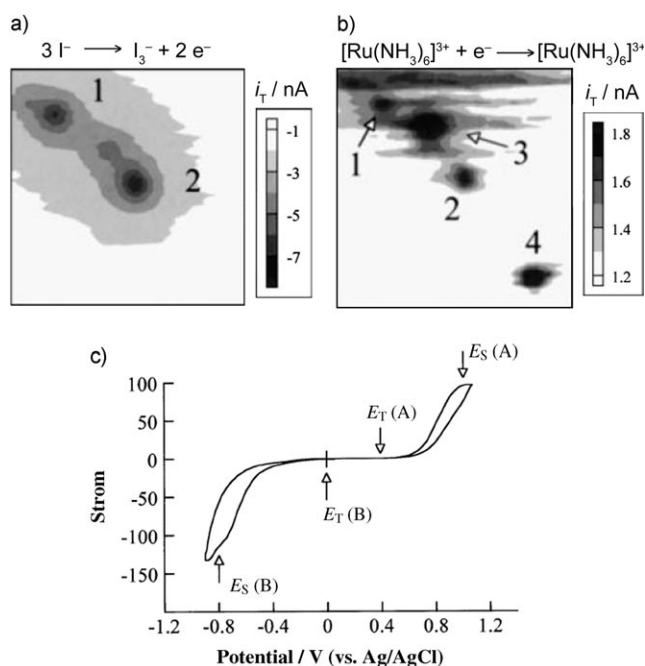 a)
3 I⁻ ⟶ I₃⁻ + 2 e⁻
1
2
i_T / nA
-1
-3
-5
-7
b)
[Ru(NH₃)₆]³⁺ + e⁻ ⟶ [Ru(NH₃)₆]³⁺
1
3
2
4
i_T / nA
1.8
1.6
1.4
1.2
c)
E_S (A)
E_T (A)
E_T (B)
E_S (B)
100
50
0
-50
-100
-150
Strom
-1.2 -0.8 -0.4 0 0.4 0.8 1.2
Potential / V (vs. Ag/AgCl)